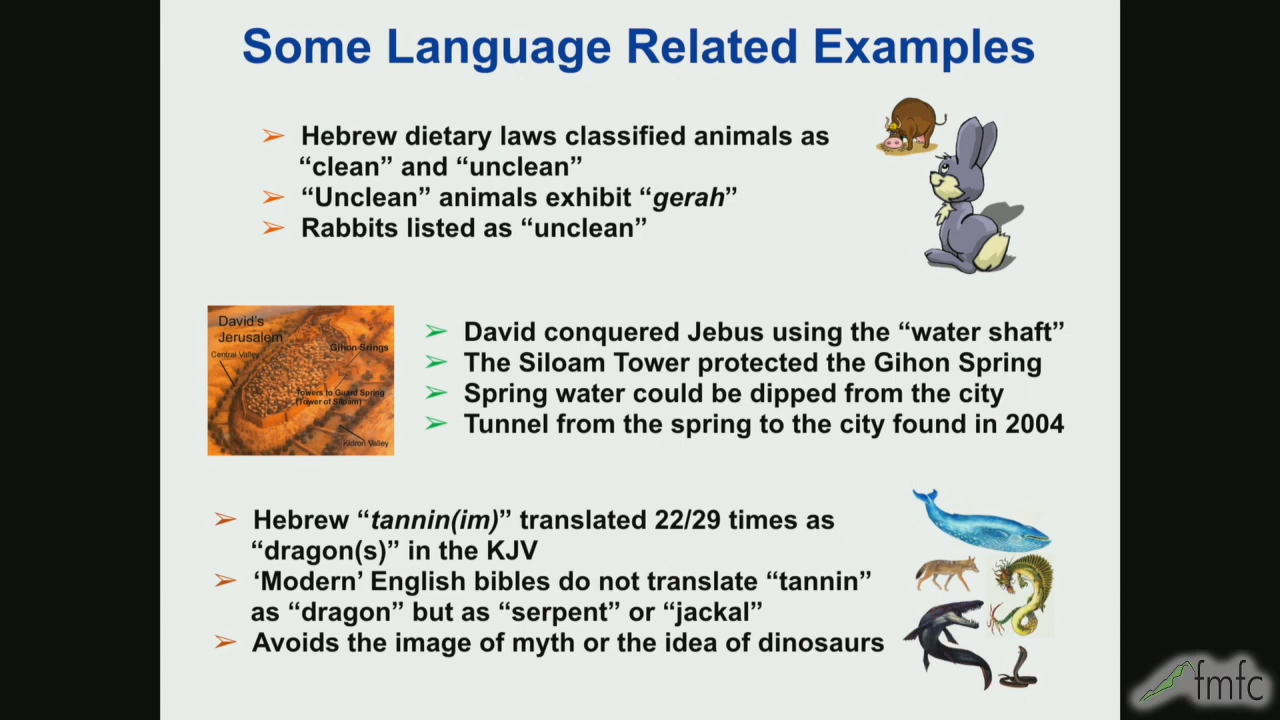 Some Language Related Examples
➢ Hebrew dietary laws classified animals as
“clean” and “unclean”
➢ “Unclean” animals exhibit “gerah”
➢ Rabbits listed as “unclean”
David’s
Jerusalem
Central Valley
Gihon Srings
Towers to Guard Spring
(Tower of Siloam)
Kidron Valley
➢ David conquered Jebus using the “water shaft”
➢ The Siloam Tower protected the Gihon Spring
➢ Spring water could be dipped from the city
➢ Tunnel from the spring to the city found in 2004
➢ Hebrew “tannin(im)” translated 22/29 times as
“dragon(s)” in the KJV
➢ ‘Modern’ English bibles do not translate “tannin”
as “dragon” but as “serpent” or “jackal”
➢ Avoids the image of myth or the idea of dinosaurs
fmfc